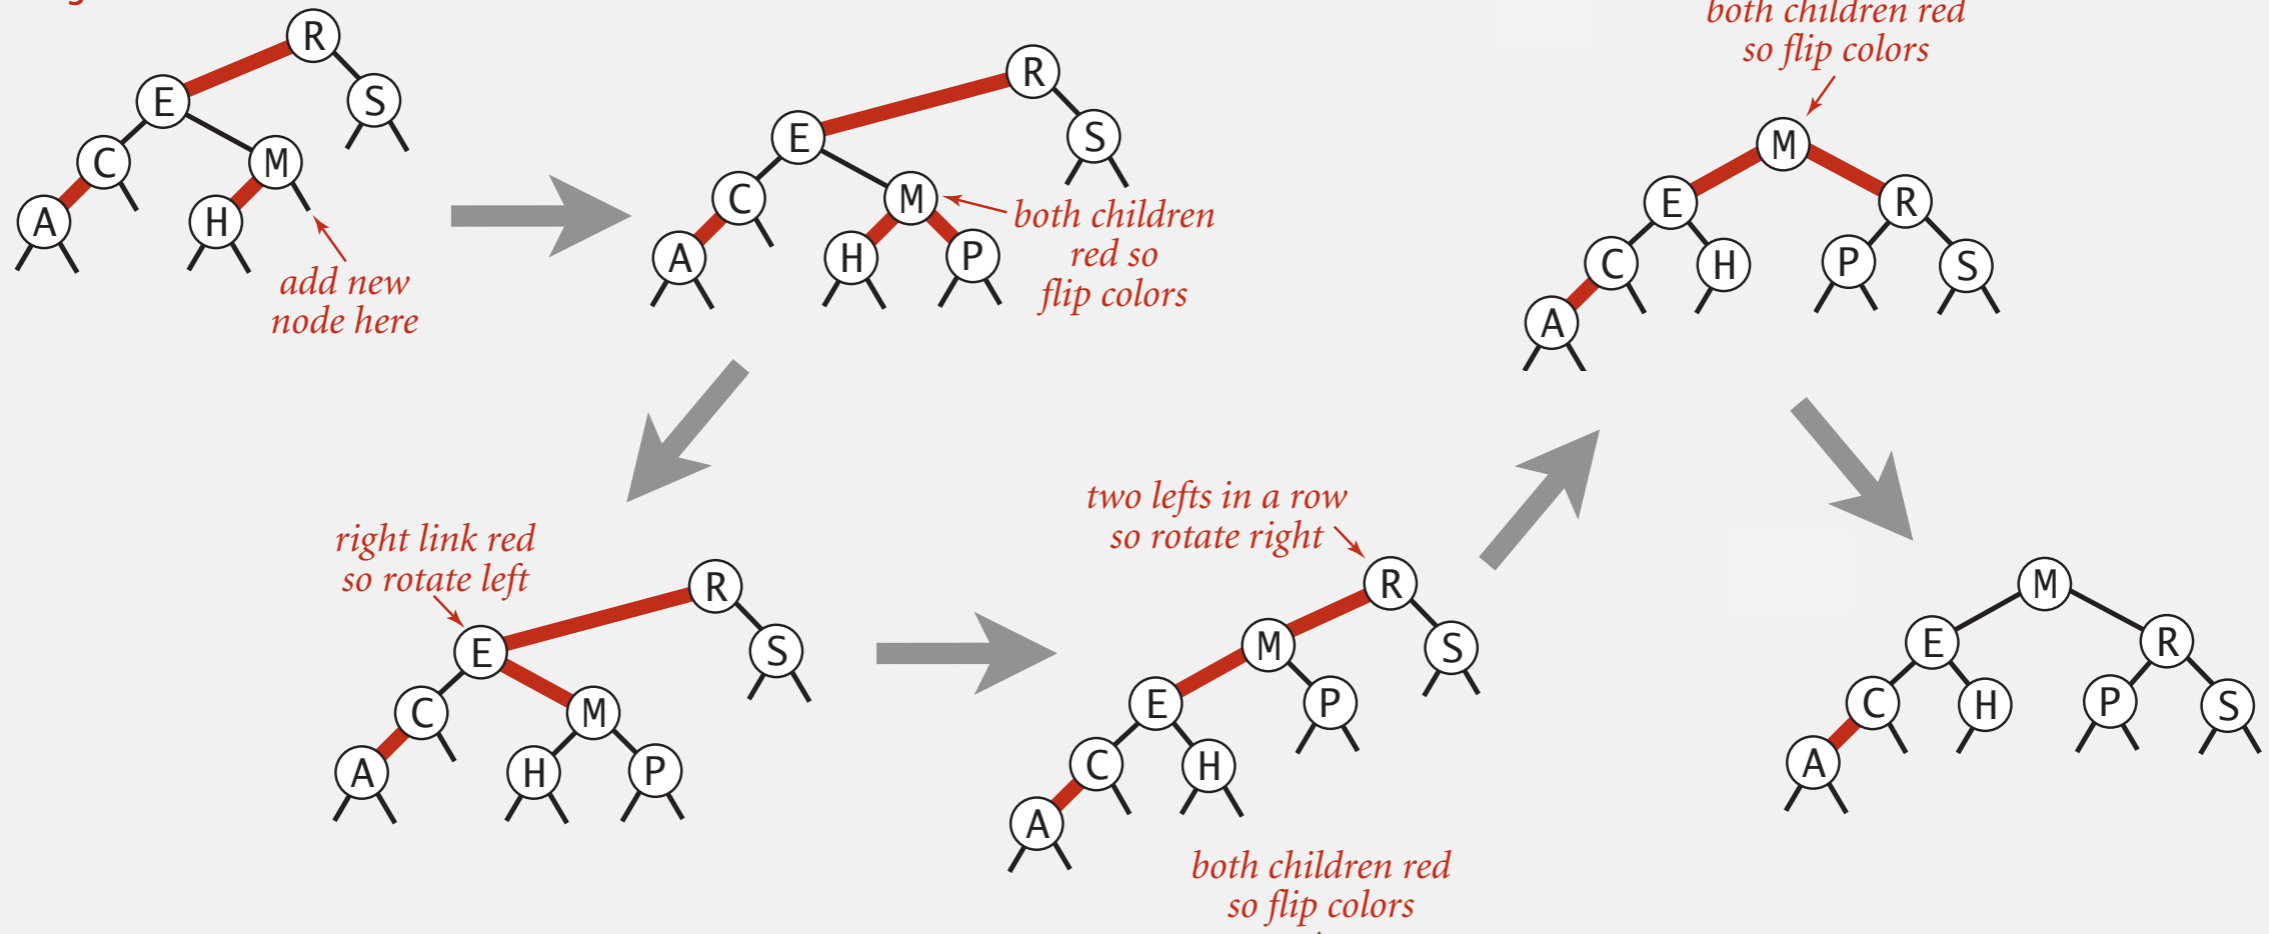 R
E
S
C
M
A
H
add new
node here
R
E
S
C
M
A
H
P
both children
red so
flip colors
both children red
so flip colors
M
E
R
C
H
P
S
A
right link red
so rotate left
R
E
S
C
M
A
H
P
two lefts in a row
so rotate right
R
M
S
E
P
C
H
A
both children red
so flip colors
M
E
R
C
H
P
S
A